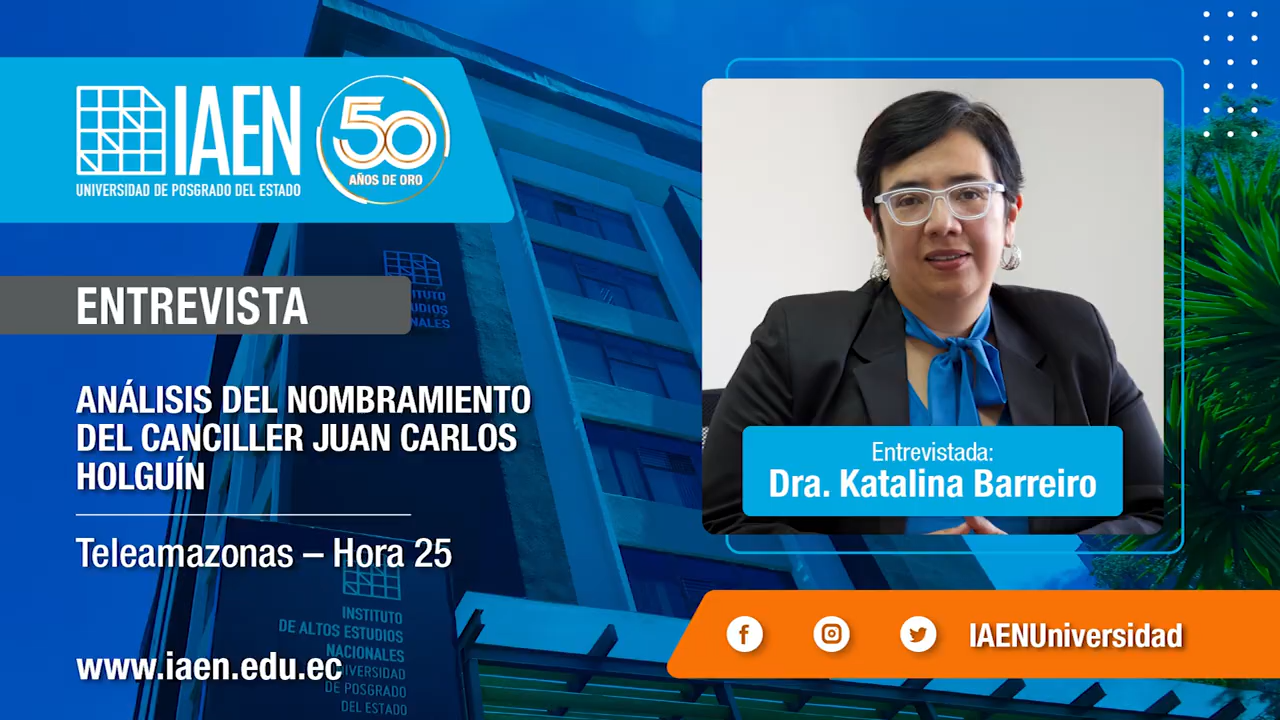 IAEN
UNIVERSIDAD DE POSGRADO DEL ESTADO
50
AÑOS DE ORO
ENTREVISTA
ANÁLISIS DEL NOMBRAMIENTO
DEL CANCILLER JUAN CARLOS
HOLGUÍN
Teleamazonas – Hora 25
INSTITUTO
DE ALTOS ESTUDIOS
NACIONALES
UNIVERSIDAD
DE POSGRADO
DEL ESTADO
www.iaen.edu.ec
Entrevistada:
Dra. Katalina Barreiro
IAENUniversidad